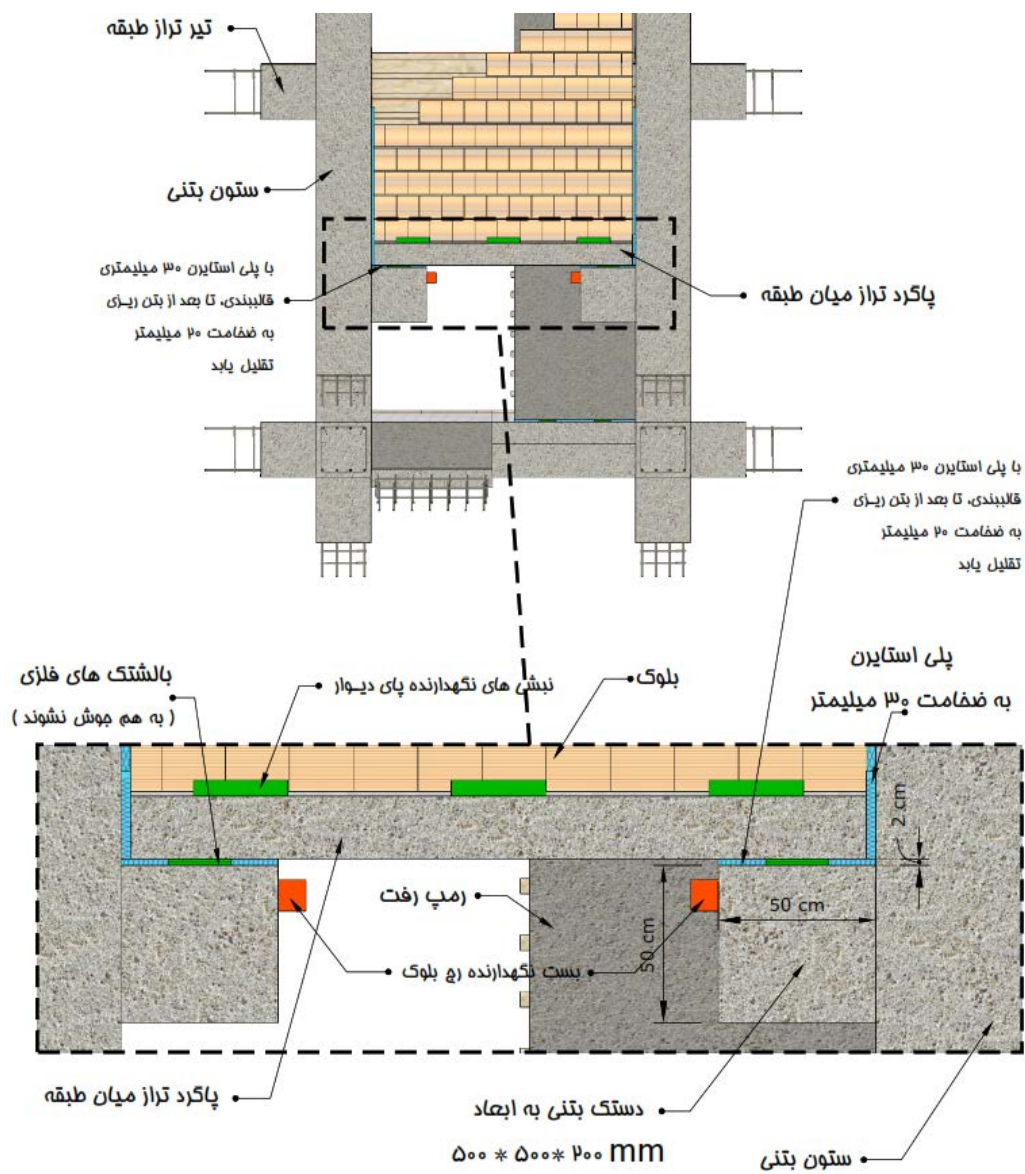 تیر تراز طبقه
ستون بتنی
با پلی استایرن ۳۰ میلیمتری
قالببندی، تا بعد از بتن ریزی
به ضخامت ۲۰ میلیمتر
تقلیل یابد
پاگرد تراز میان طبقه
با پلی استایرن ۳۰ میلیمتری
قالببندی، تا بعد از بتن ریزی
به ضخامت ۲۰ میلیمتر
تقلیل یابد
پلی استایرن
به ضخامت ۳۰ میلیمتر
بلوک
نبشی های نگهدارنده پای دیوار
بالشتک های فلزی
( به هم جوش نشوند )
2 cm
رمپ رفت
50 cm
50 cm
بست نگهدارنده رج بلوک
پاگرد تراز میان طبقه
دستک بتنی به ابعاد
۵۰۰ * ۵۰۰ * ۲۰۰ mm
ستون بتنی